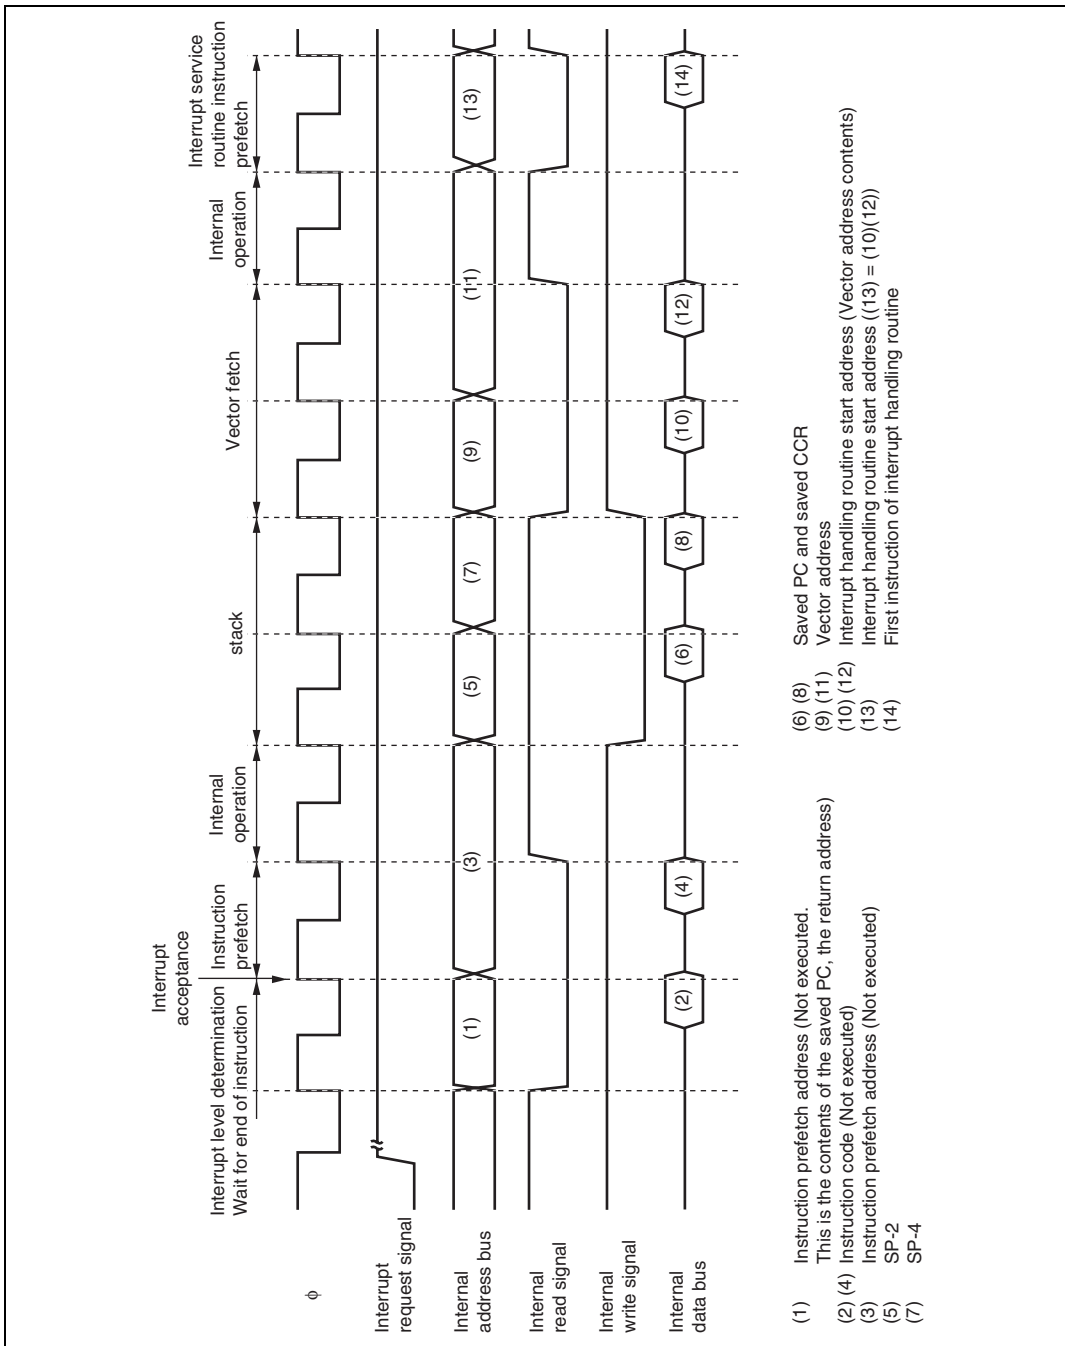 Interrupt level determination
Wait for end of instruction
Interrupt
acceptance
Instruction
prefetch
Internal
operation
stack
Vector fetch
Internal
operation
Interrupt service
routine instruction
prefetch
φ
Interrupt
request signal
Internal
address bus
(1)
(3)
(5)
(7)
(9)
(11)
(13)
Internal
read signal
Internal
write signal
Internal
data bus
(2)
(4)
(6)
(8)
(10)
(12)
(14)
(1) Instruction prefetch address (Not executed.
This is the contents of the saved PC, the return address)
(2) (4) Instruction code (Not executed)
(3) Instruction prefetch address (Not executed)
(5) SP-2
(7) SP-4
(6) (8) Saved PC and saved CCR
(9) (11) Vector address
(10) (12) Interrupt handling routine start address (Vector address contents)
(13) Interrupt handling routine start address ((13) = (10)(12))
(14) First instruction of interrupt handling routine